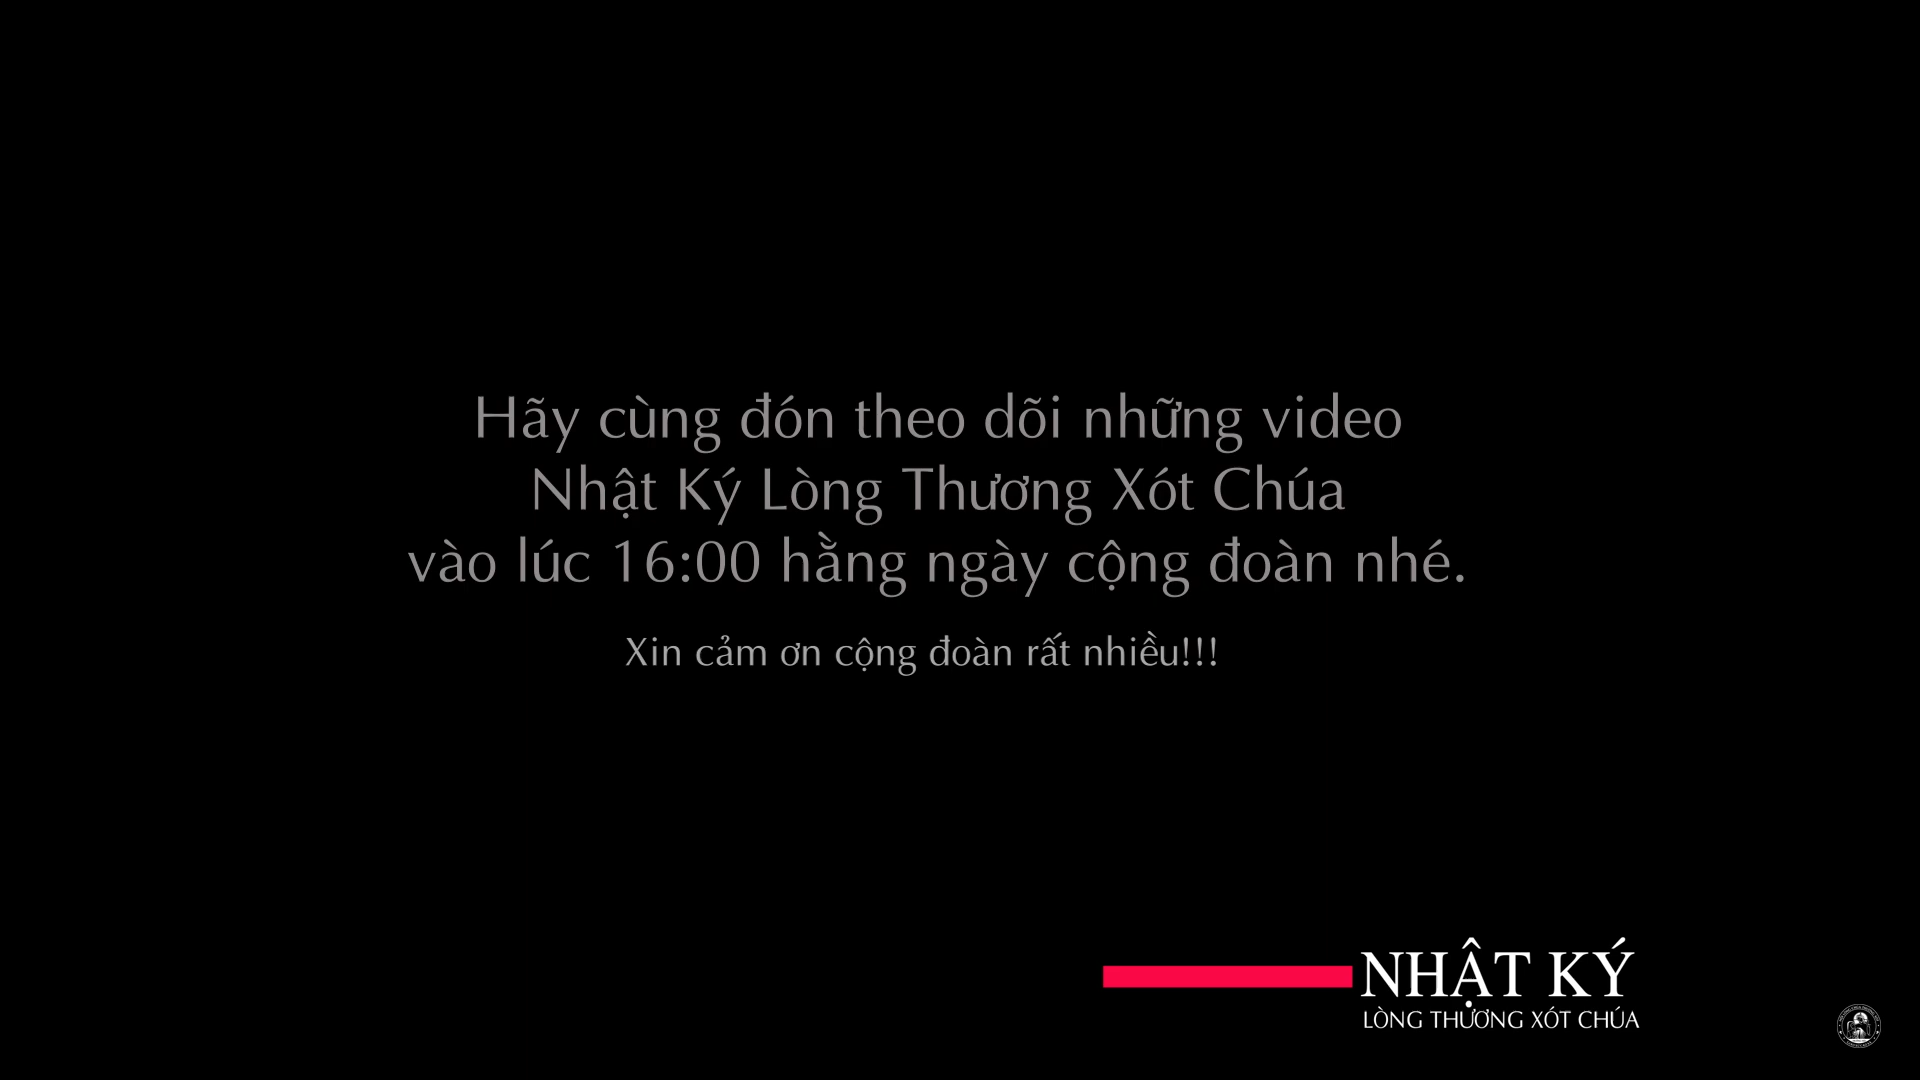 Hãy cùng đón theo dõi những video
Nhật Ký Lòng Thương Xót Chúa
vào lúc 16:00 hằng ngày cộng đoàn nhé.
Xin cảm ơn cộng đoàn rất nhiều!!!
NHẬT KÝ
LÒNG THƯƠNG XÓT CHÚA